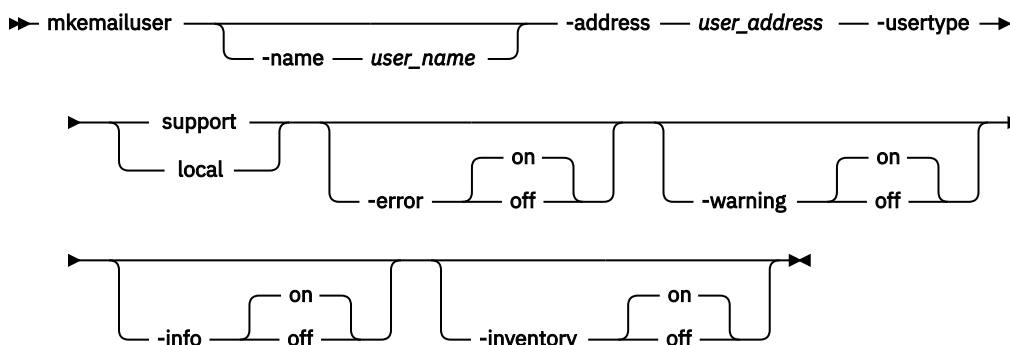 mkemailuser -address user_address -usertype
-name user_name
support
local
on on
-error off -warning off
on on
-info off -inventory off